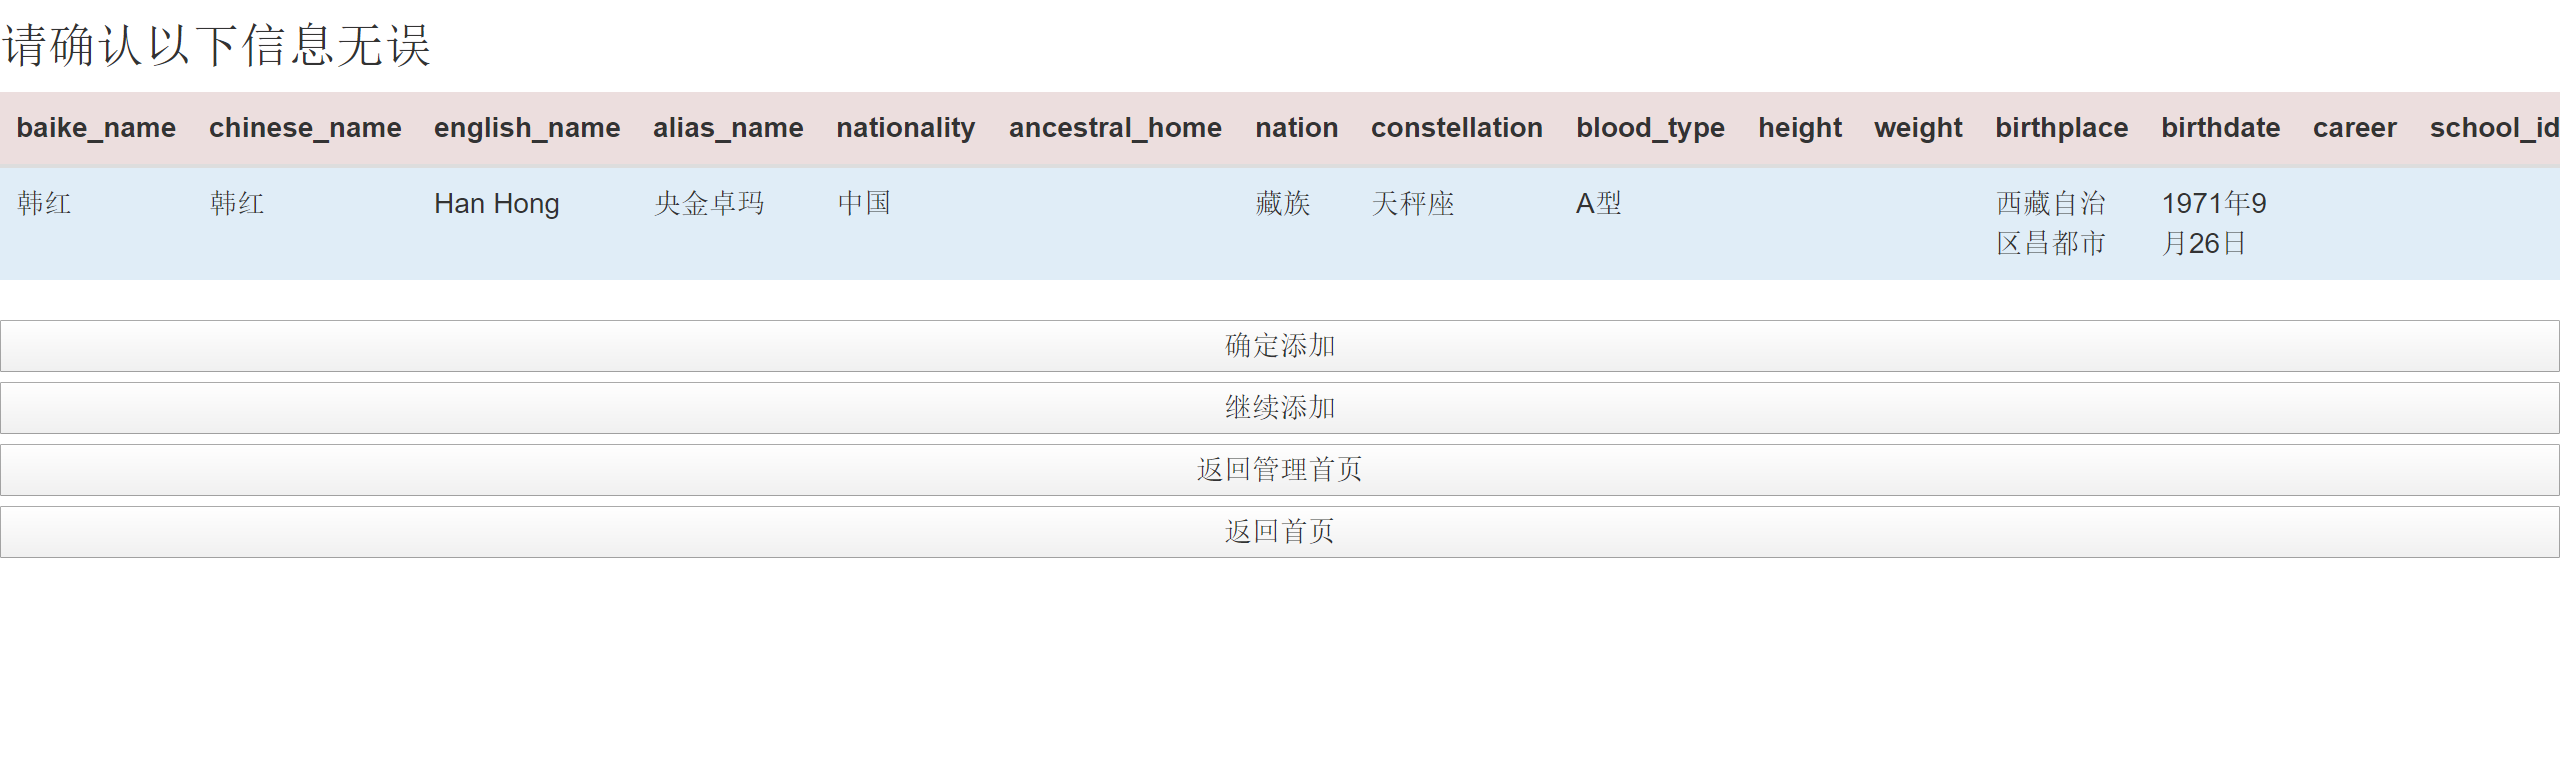 请确认以下信息无误
baike_name chinese_name english_name alias_name nationality ancestral_home nation constellation blood_type height weight birthplace birthdate career school_id
韩红 韩红 Han Hong 央金卓玛 中国 藏族 天秤座 A型 西藏自治 1971年9
区昌都市 月26日
确定添加
继续添加
返回管理首页
返回首页